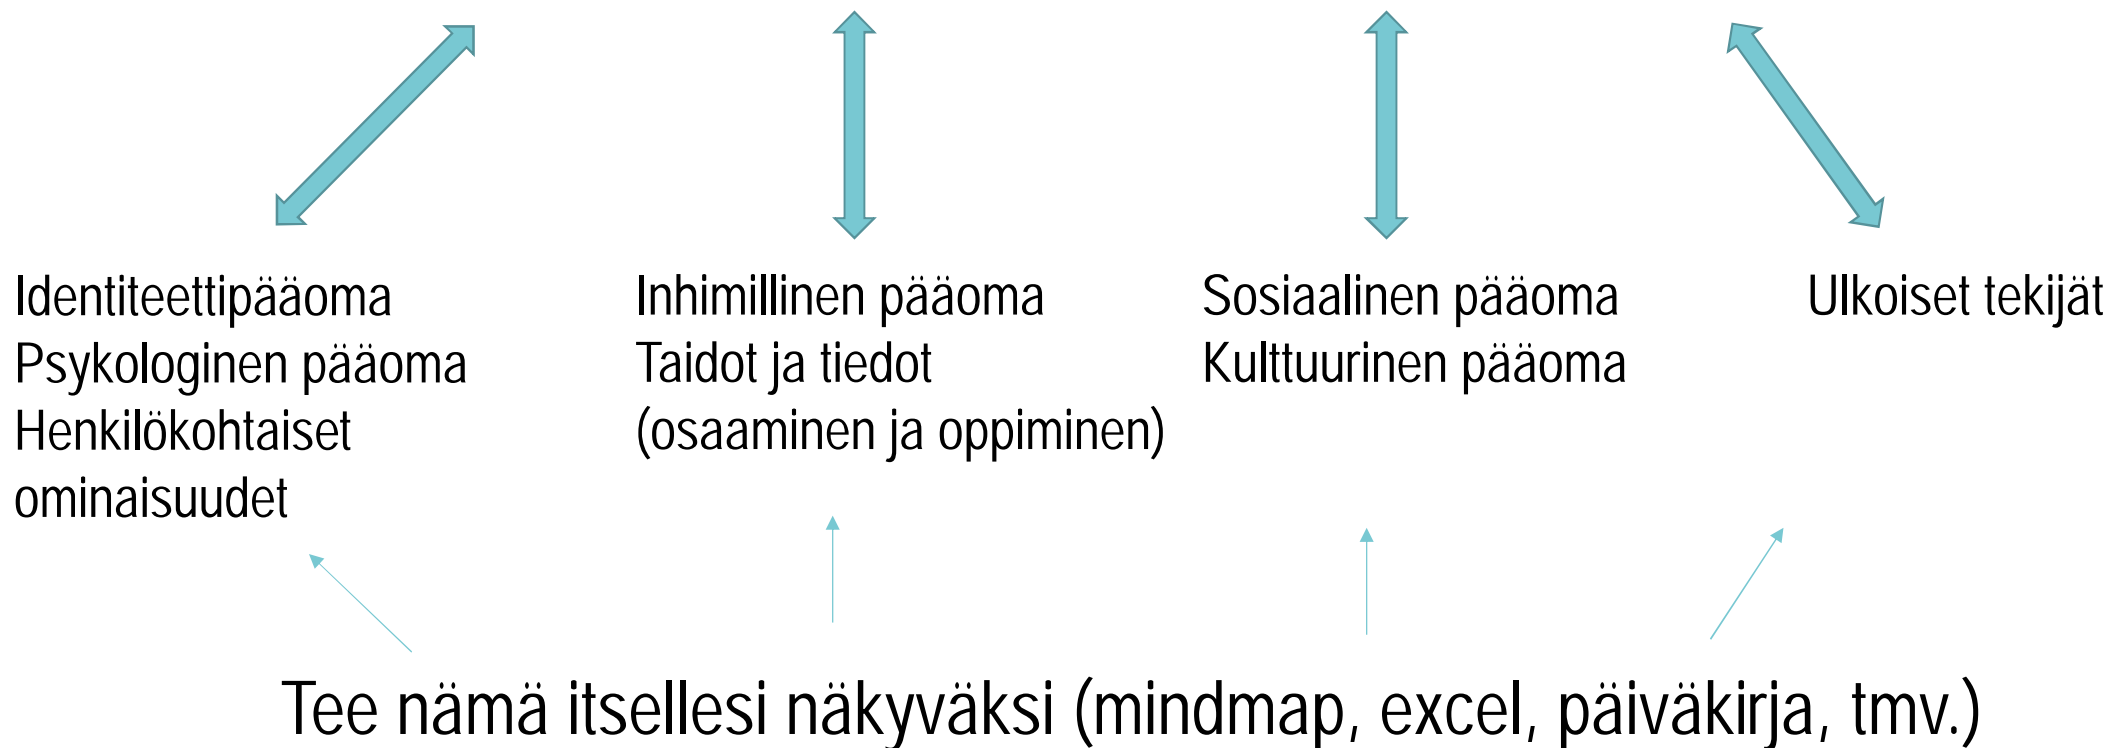 Identiteettipääoma
Psykologinen pääoma
Henkilökohtaiset
ominaisuudet
Inhimillinen pääoma
Taidot ja tiedot
(osaaminen ja oppiminen)
Sosiaalinen pääoma
Kulttuurinen pääoma
Ulkoiset tekijät
Tee nämä itsellesi näkyväksi (mindmap, excel, päiväkirja, tmv.)